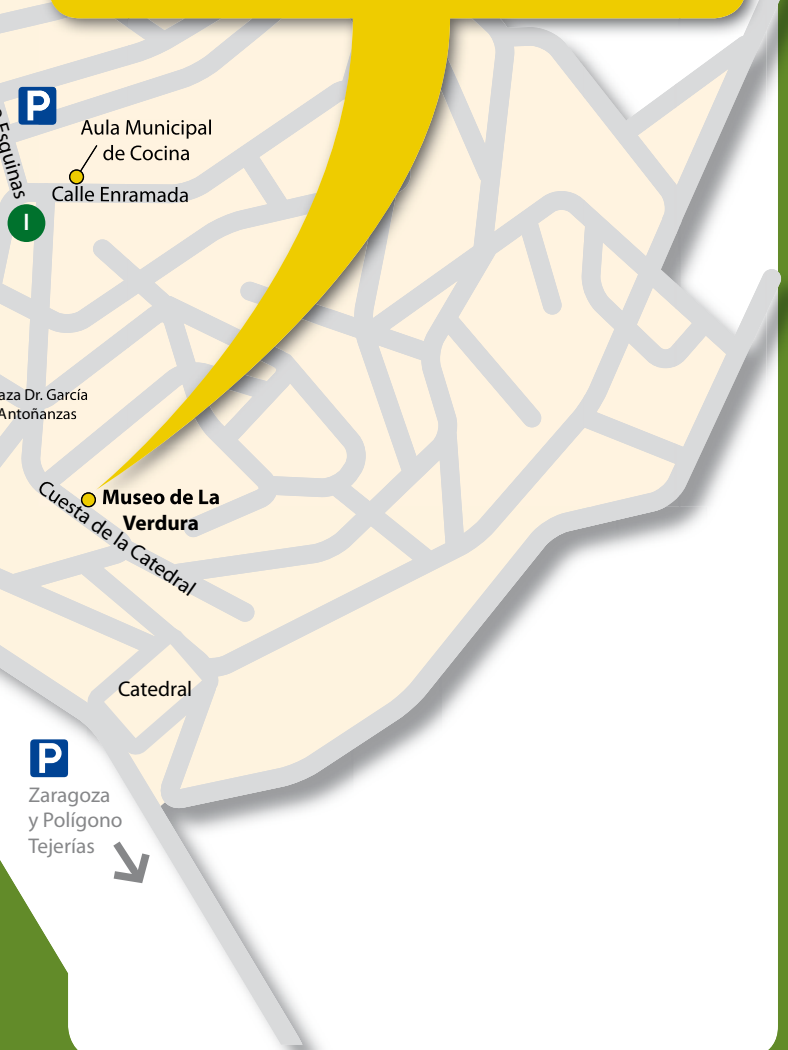 P
Aula Municipal
de Cocina
Esquinas
Calle Enramada
I
Dr. García
Antoñanzas
Museo de La
Verdura
Cuesta de la Catedral
Catedral
P
Zaragoza
y Polígono
Tejerías